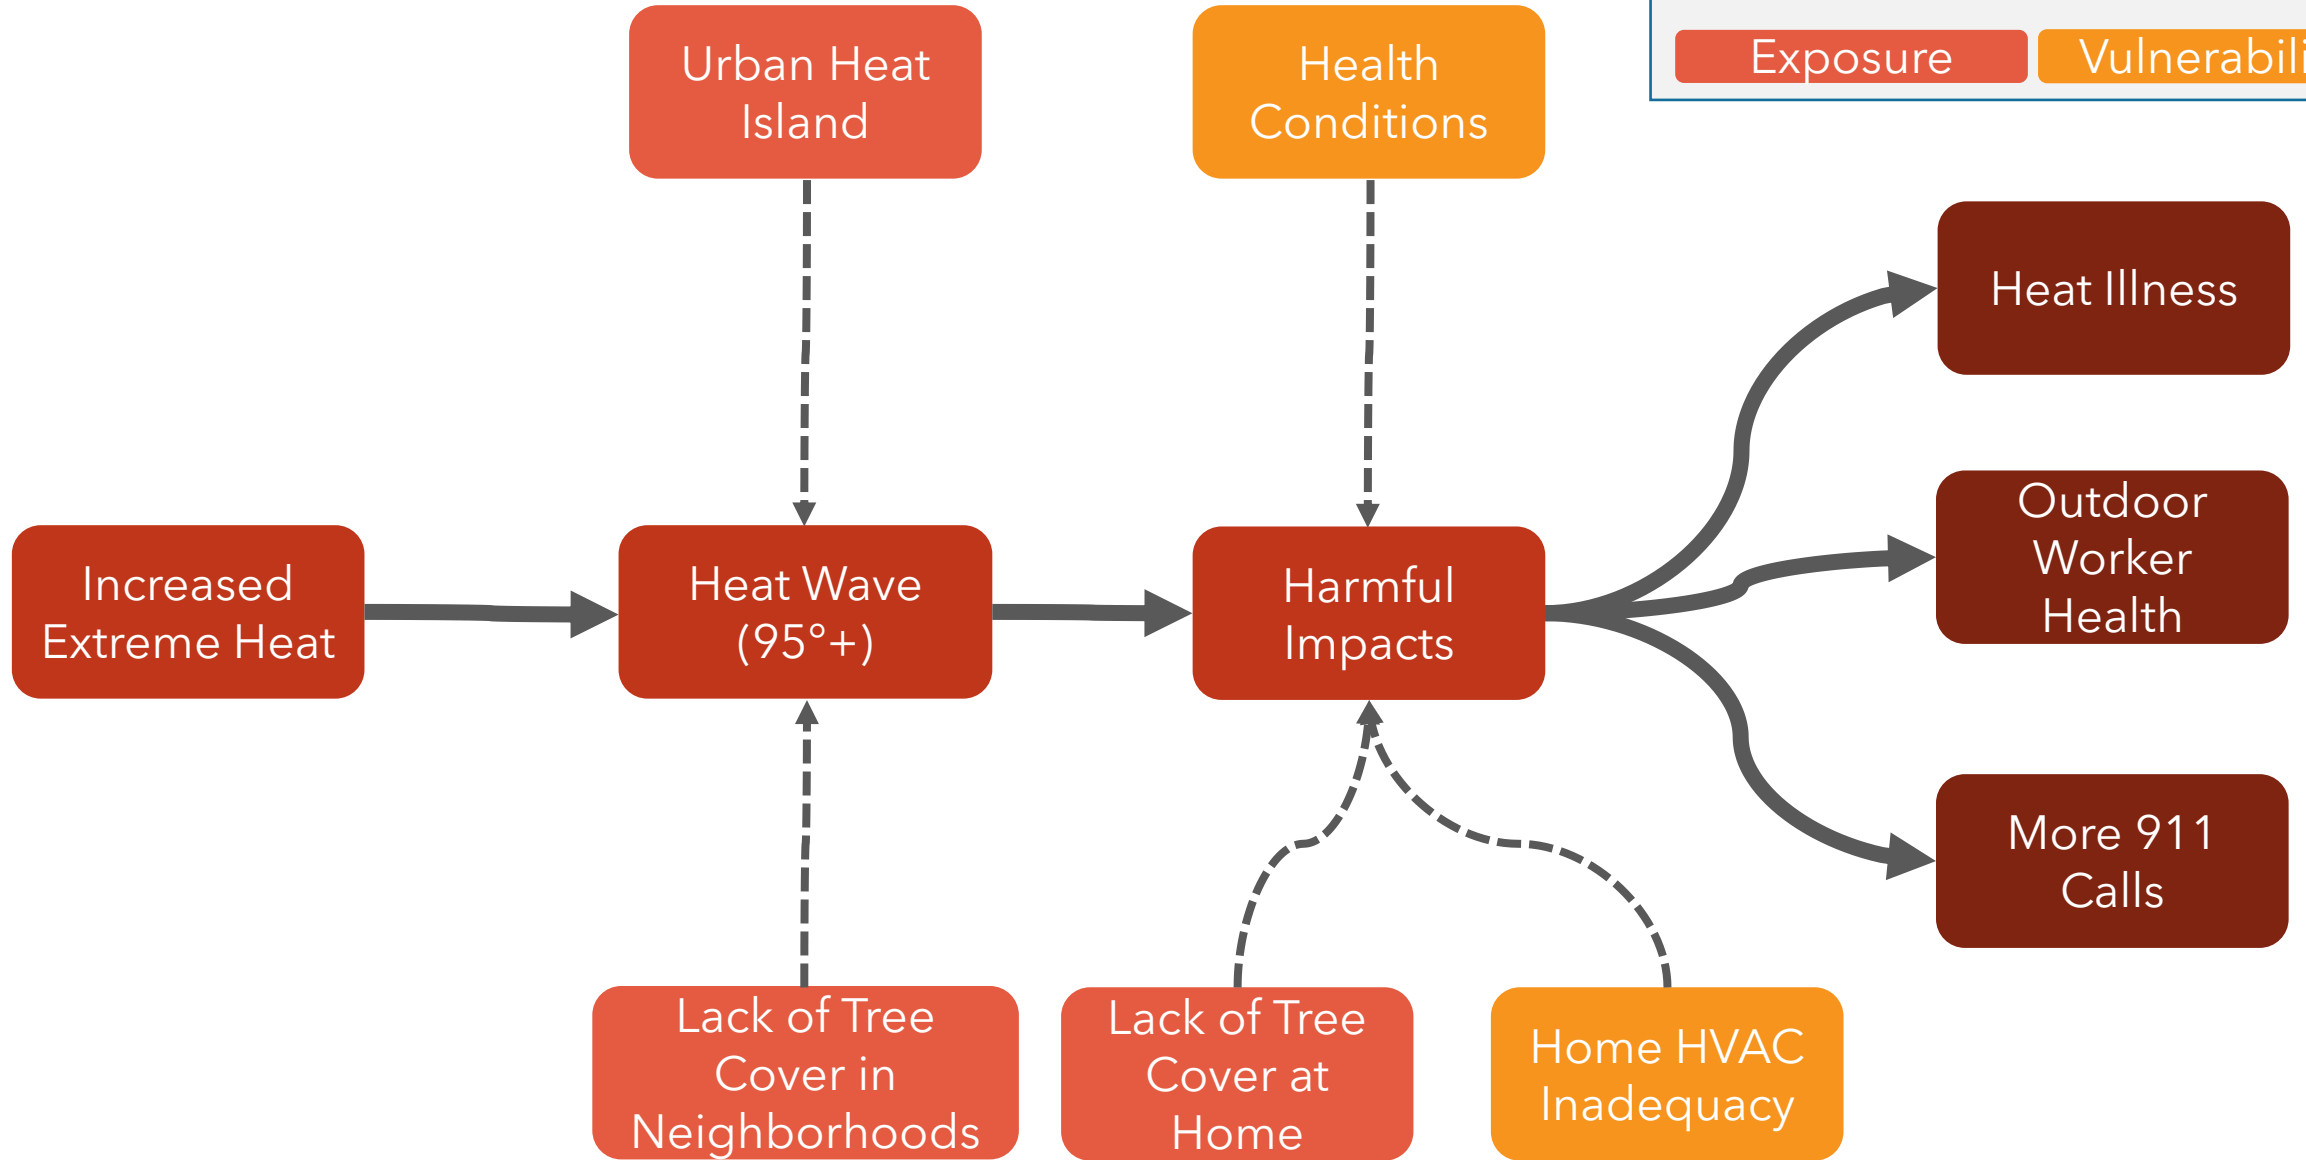 Urban Heat
Island
Health
Conditions
Exposure
Heat Illness
Increased
Extreme Heat
Heat Wave
(95°+)
Harmful
Impacts
Outdoor
Worker
Health
More 911
Calls
Lack of Tree
Cover in
Neighborhoods
Lack of Tree
Cover at
Home
Home HVAC
Inadequacy